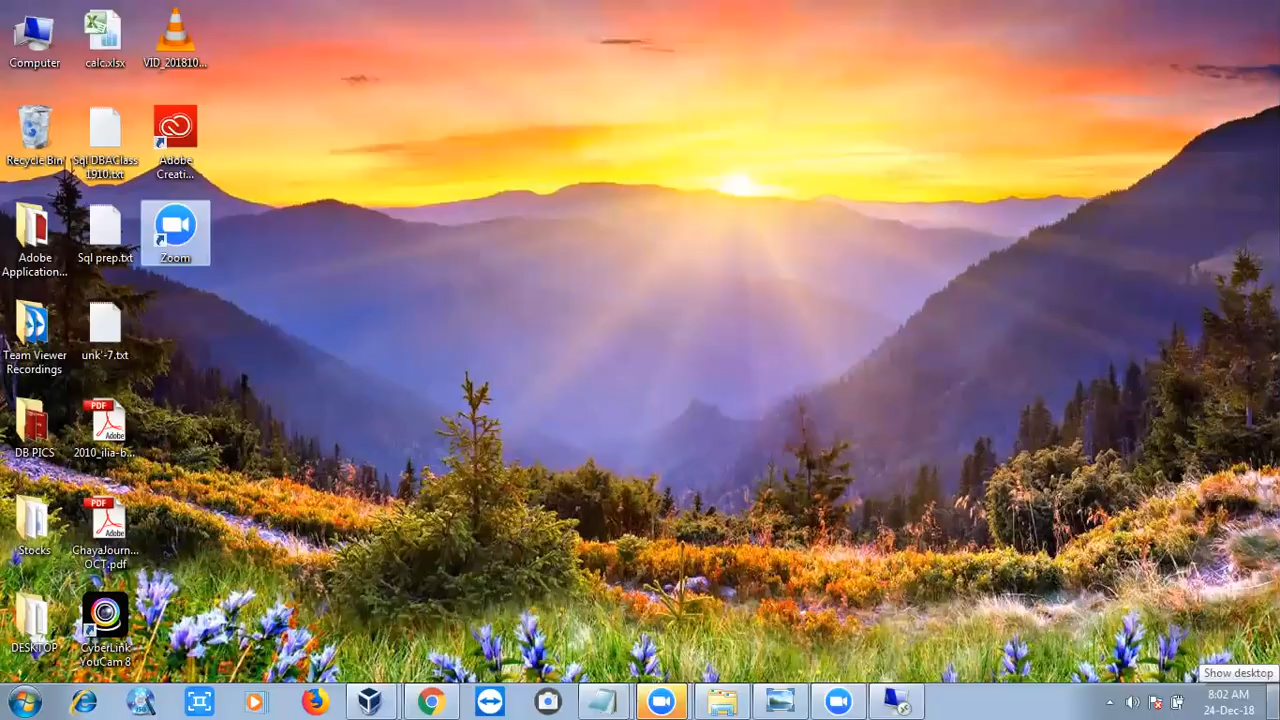 Computer
calc.xlsx
VID_201810...
Recycle Bin
Sql DBAClass
1910.txt
Adobe
Creati...
Adobe
Application...
Sql prep.txt
Zoom
Team Viewer
Recordings
unk'-7.txt
DB PICS
PDF
Adobe
2010_ilia-b...
Stocks
PDF
Adobe
ChayaJourn...
OCT.pdf
DESKTOP
CyberLink
YouCam 8
Show desktop
8:02 AM
24-Dec-18